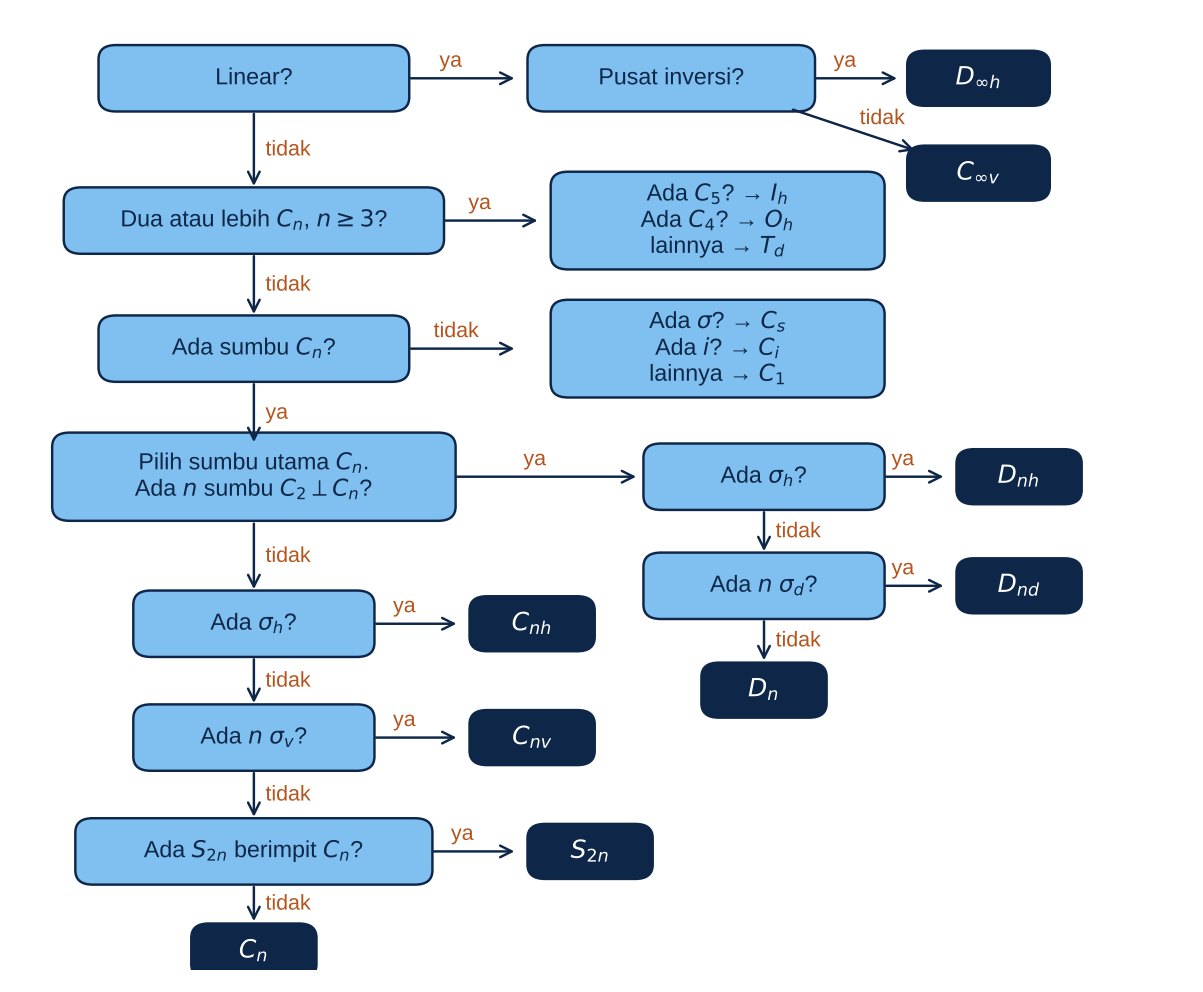 Linear?
ya
Pusat inversi?
ya
D∞h
tidak
C∞v
tidak
Dua atau lebih Cn, n ≥ 3?
ya
Ada C5? → Ih
Ada C4? → Oh
lainnya → Td
tidak
Ada sumbu Cn?
tidak
Ada σ? → Cs
Ada i? → Ci
lainnya → C1
ya
Pilih sumbu utama Cn.
Ada n sumbu C2 ⊥ Cn?
ya
Ada σh?
ya
Dnh
tidak
Ada n σd?
ya
Dnd
tidak
Dn
tidak
Ada σh?
ya
Cnh
tidak
Ada n σv?
ya
Cnv
tidak
Ada S2n berimpit Cn?
ya
S2n
tidak
Cn